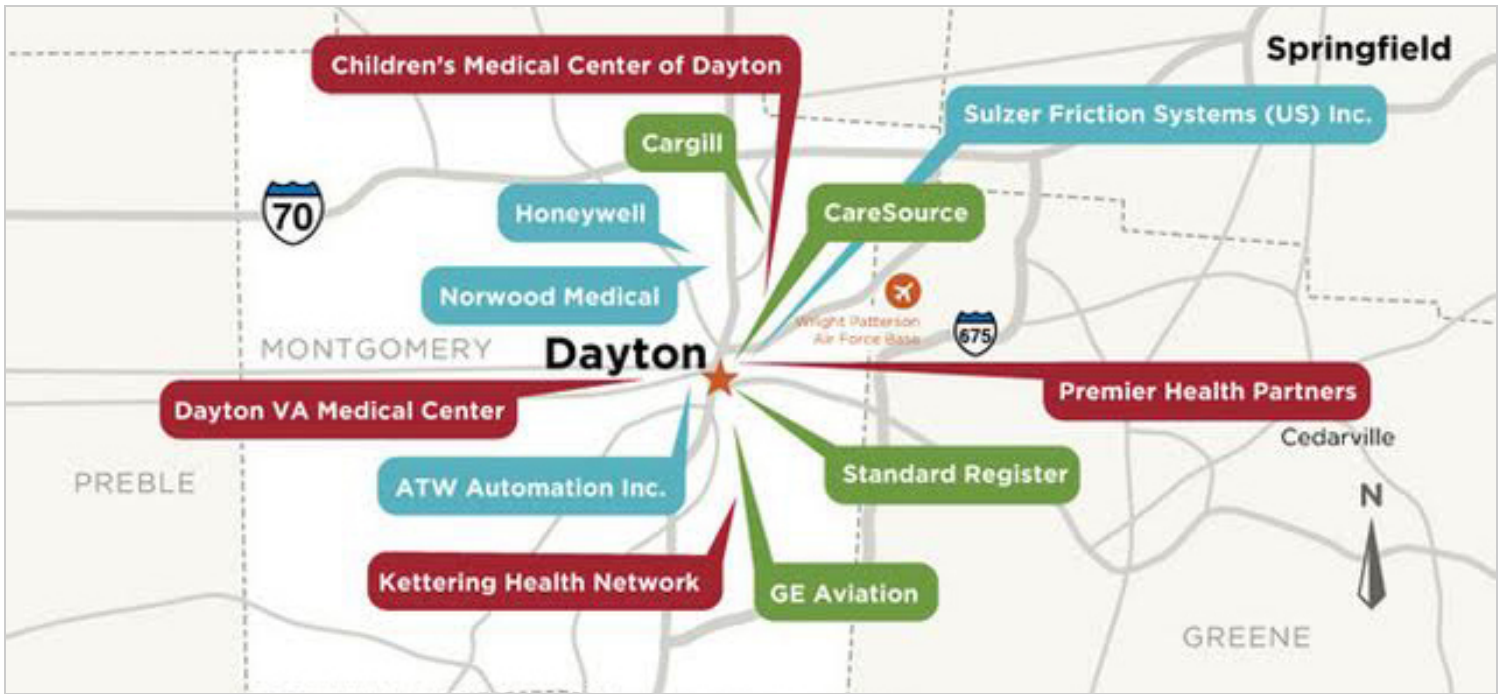 Springfield
Children's Medical Center of Dayton
Sulzer Friction Systems (US) Inc.
Cargill
70
Honeywell
CareSource
Norwood Medical
Wright Patterson
Air Force Base
675
MONTGOMERY
Dayton
Premier Health Partners
Dayton VA Medical Center
Cedarville
PREBLE
ATW Automation Inc.
Standard Register
N
Kettering Health Network
GE Aviation
GREENE